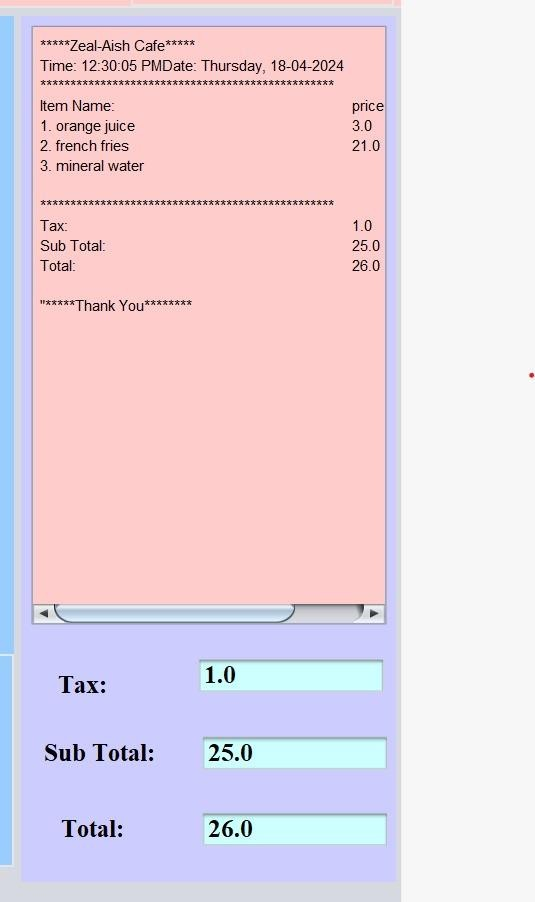 *****Zeal-Aish Cafe*****
Time: 12:30:05 PMDate: Thursday, 18-04-2024
*************************************************
Item Name: price
1. orange juice 3.0
2. french fries 21.0
3. mineral water
*************************************************
Tax: 1.0
Sub Total: 25.0
Total: 26.0
"*****Thank You********
Tax: 1.0
Sub Total: 25.0
Total: 26.0